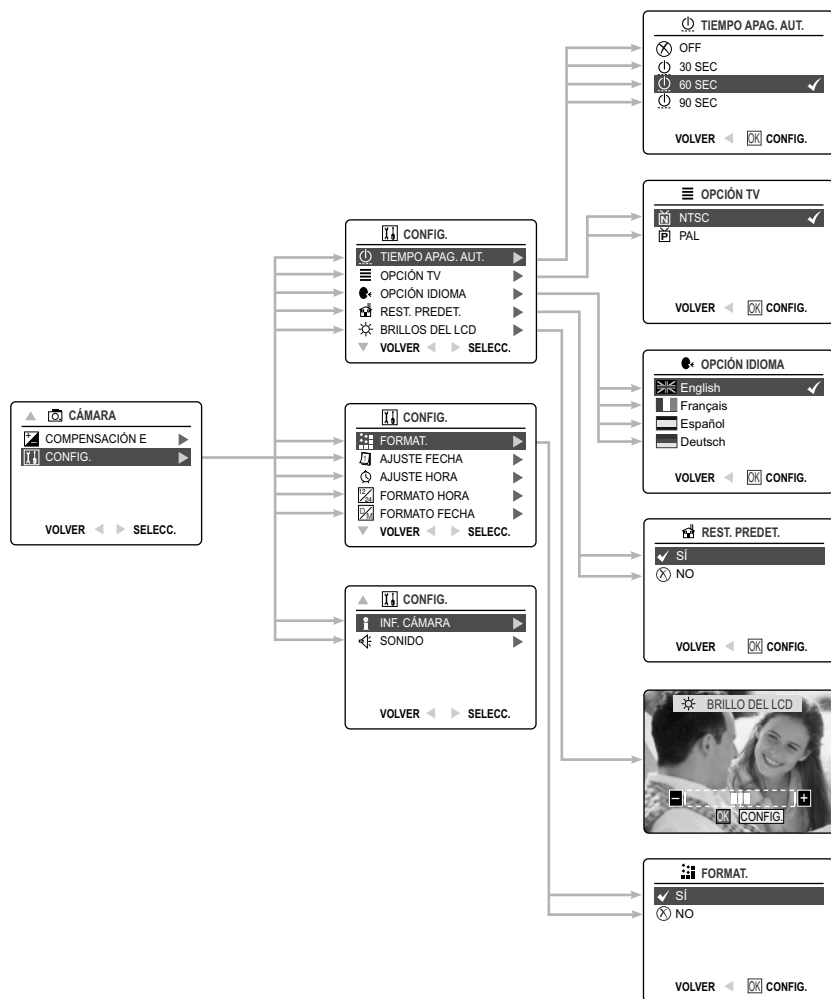 CÁMARA
COMPENSACIÓN E
CONFIG.
VOLVER SELECC.
CONFIG.
TIEMPO APAG. AUT.
OPCIÓN TV
OPCIÓN IDIOMA
REST. PREDET.
BRILLOS DEL LCD
VOLVER SELECC.
CONFIG.
FORMAT.
AJUSTE FECHA
AJUSTE HORA
12/24 FORMATO HORA
D/M FORMATO FECHA
VOLVER SELECC.
CONFIG.
INF. CÁMARA
SONIDO
VOLVER SELECC.
TIEMPO APAG. AUT.
OFF
30 SEC
60 SEC
90 SEC
VOLVER OK CONFIG.
OPCIÓN TV
N NTSC
P PAL
VOLVER OK CONFIG.
OPCIÓN IDIOMA
English
Français
Español
Deutsch
VOLVER OK CONFIG.
REST. PREDET.
SÍ
NO
VOLVER OK CONFIG.
BRILLO DEL LCD
OK CONFIG.
FORMAT.
SÍ
NO
VOLVER OK CONFIG.